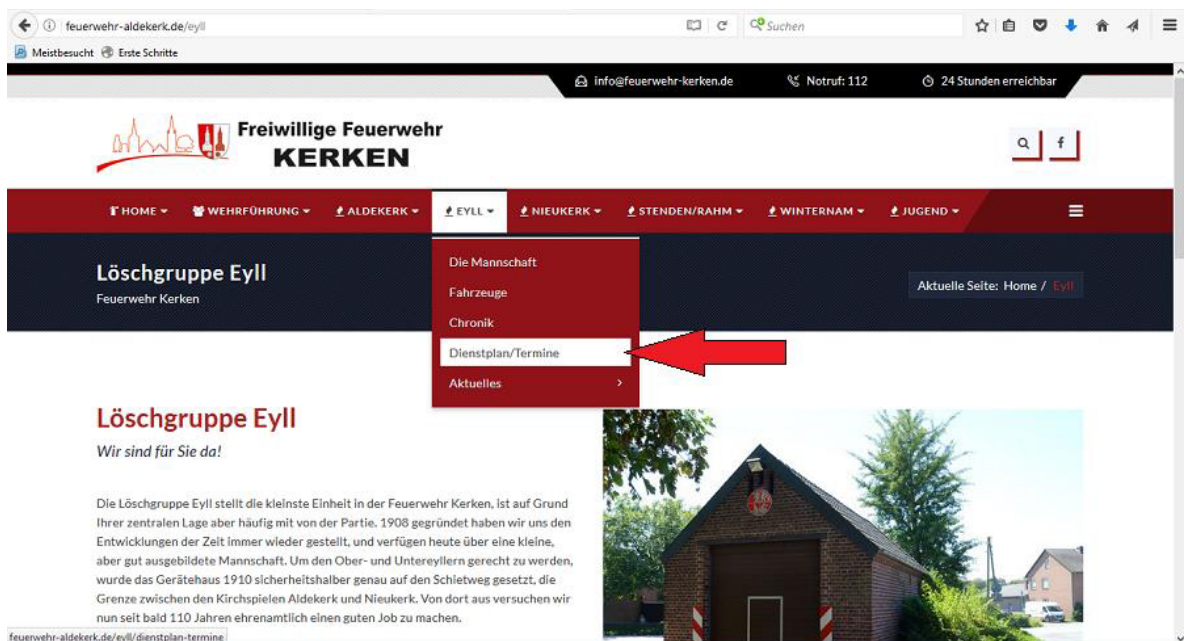 feuerwehr-aldekerk.de/eyll
Suchen
Meistbesucht Erste Schritte
info@feuerwehr-kerken.de Notruf: 112 24 Stunden erreichbar
Freiwillige Feuerwehr
KERKEN
HOME WEHRFÜHRUNG ALDEKERK EYLL NIEUKERK STENDEN/RAHM WINTERNAM JUGEND
Löschgruppe Eyll
Feuerwehr Kerken
Aktuelle Seite: Home / Eyll
Die Mannschaft
Fahrzeuge
Chronik
Dienstplan/Termine
Aktuelles
Löschgruppe Eyll
Wir sind für Sie da!
Die Löschgruppe Eyll stellt die kleinste Einheit in der Feuerwehr Kerken, ist auf Grund
Ihrer zentralen Lage aber häufig mit von der Partie. 1908 gegründet haben wir uns den
Entwicklungen der Zeit immer wieder gestellt, und verfügen heute über eine kleine,
aber gut ausgebildete Mannschaft. Um den Ober- und Untereyllern gerecht zu werden,
wurde das Gerätehaus 1910 sicherheitshalber genau auf den Schietweg gesetzt, die
Grenze zwischen den Kirchspielen Aldekerk und Nieukerk. Von dort aus versuchen wir
nun seit bald 110 Jahren ehrenamtlich einen guten Job zu machen.
feuerwehr-aldekerk.de/eyll/dienstplan-termine